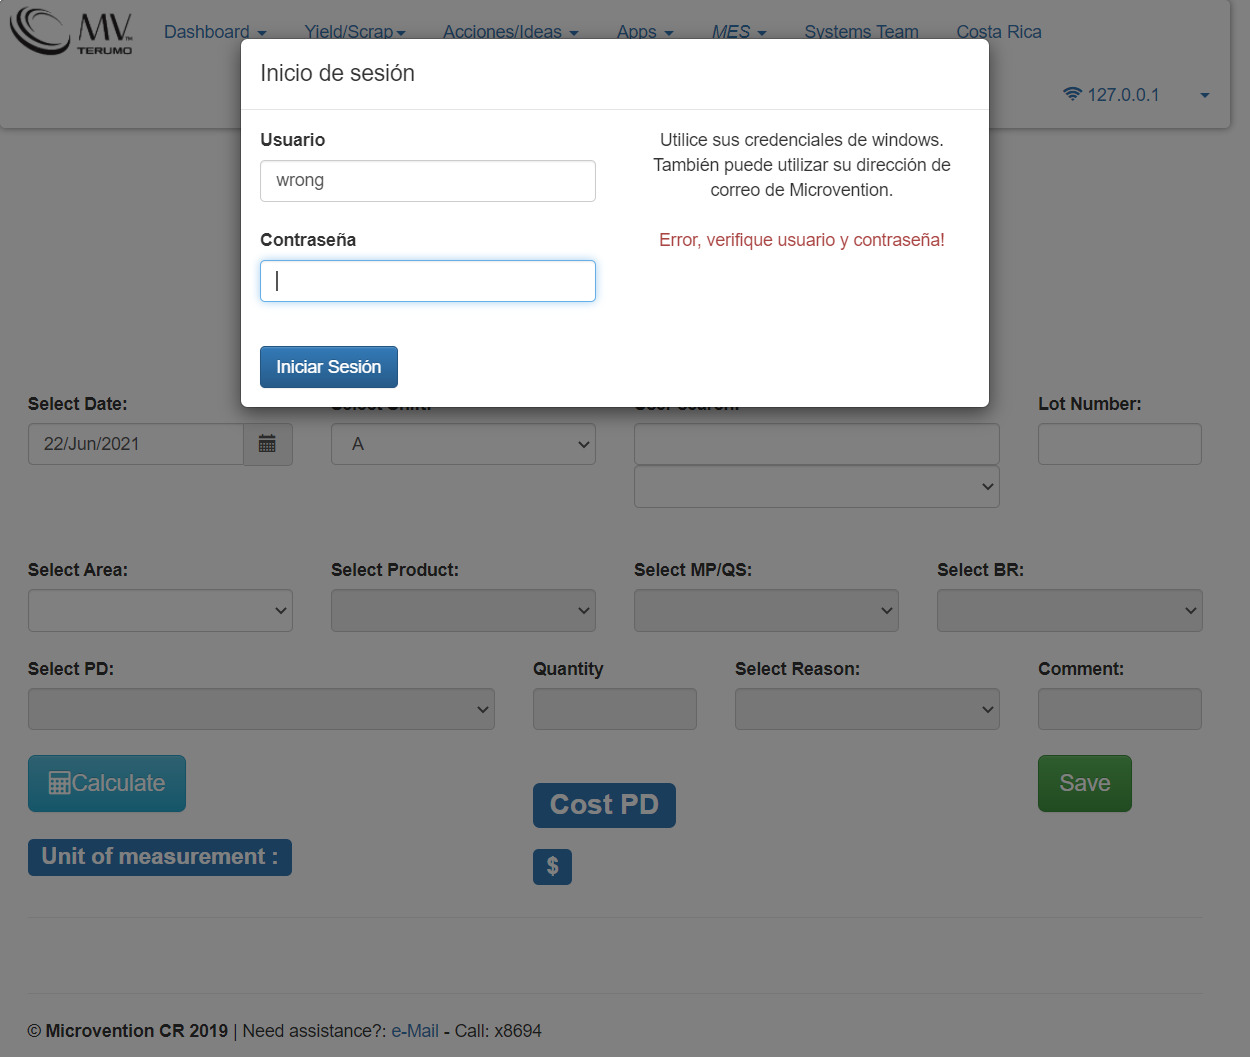 MV.
TERUMO
Dashboard
Yield/Scrap
Acciones/Ideas
Apps
MES
Systems Team
Costa Rica
127.0.0.1
Inicio de sesión
Usuario
wrong
Utilice sus credenciales de windows.
También puede utilizar su dirección de
correo de Microvention.
Contraseña
Error, verifique usuario y contraseña!
Iniciar Sesión
Select Date:
Lot Number:
22/Jun/2021
A
Select Area:
Select Product:
Select MP/QS:
Select BR:
Select PD:
Quantity
Select Reason:
Comment:
Calculate
Save
Cost PD
Unit of measurement :
$
© Microvention CR 2019 | Need assistance?: e-Mail - Call: x8694